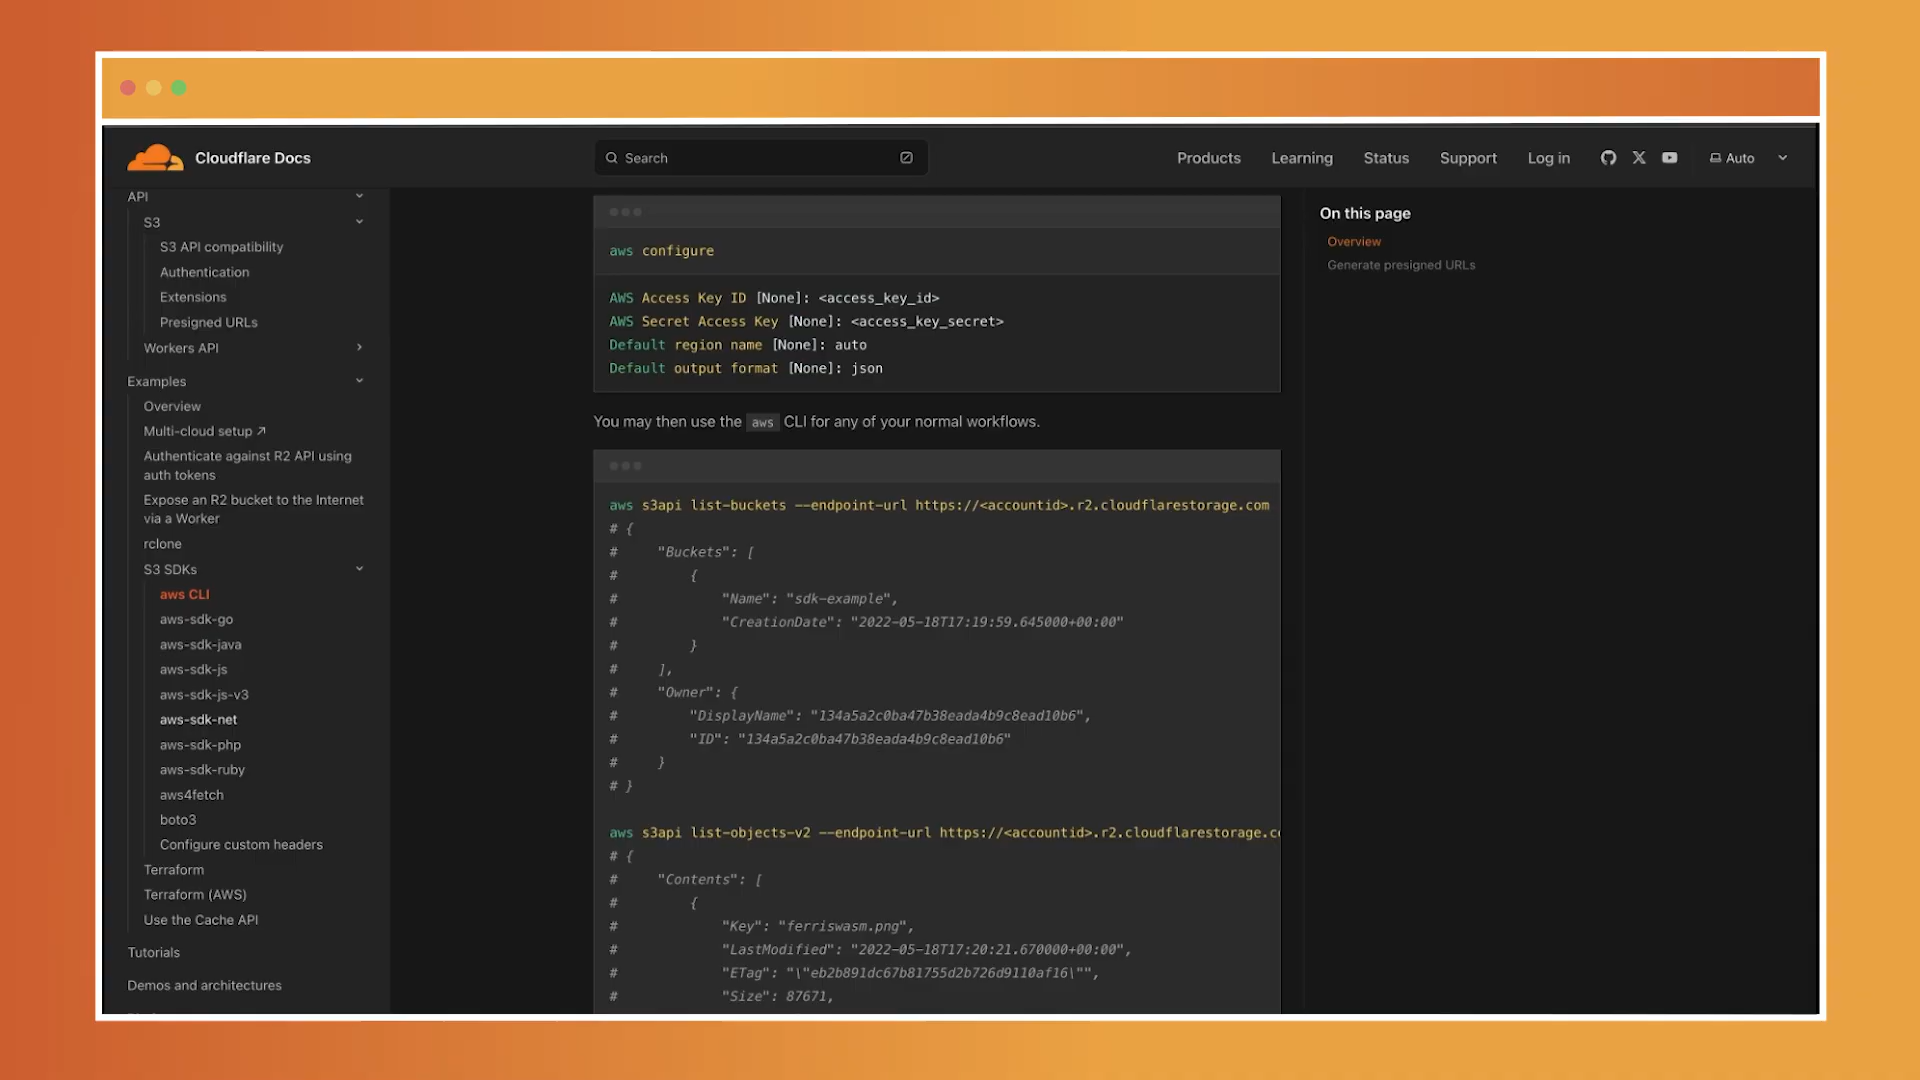 Cloudflare Docs
Search
Products
Learning
Status
Support
Log in
Auto
API
S3
S3 API compatibility
Authentication
Extensions
Presigned URLs
Workers API
Examples
Overview
Multi-cloud setup ↗
Authenticate against R2 API using
auth tokens
Expose an R2 bucket to the Internet
via a Worker
rclone
S3 SDKs
aws CLI
aws-sdk-go
aws-sdk-java
aws-sdk-js
aws-sdk-js-v3
aws-sdk-net
aws-sdk-php
aws-sdk-ruby
aws4fetch
boto3
Configure custom headers
Terraform
Terraform (AWS)
Use the Cache API
Tutorials
Demos and architectures
aws configure
AWS Access Key ID [None]: <access_key_id>
AWS Secret Access Key [None]: <access_key_secret>
Default region name [None]: auto
Default output format [None]: json
You may then use the aws CLI for any of your normal workflows.
aws s3api list-buckets --endpoint-url https://<accountid>.r2.cloudflarestorage.com
# {
#     "Buckets": [
#         {
#             "Name": "sdk-example",
#             "CreationDate": "2022-05-18T17:19:59.645000+00:00"
#         }
#     ],
#     "Owner": {
#         "DisplayName": "134a5a2c0ba47b38eada4b9c8ead10b6",
#         "ID": "134a5a2c0ba47b38eada4b9c8ead10b6"
#     }
# }
aws s3api list-objects-v2 --endpoint-url https://<accountid>.r2.cloudflarestorage.c
# {
#     "Contents": [
#         {
#             "Key": "ferriswasm.png",
#             "LastModified": "2022-05-18T17:20:21.670000+00:00",
#             "ETag": "\"eb2b891dc67b81755d2b726d9110af16\"",
#             "Size": 87671,
On this page
Overview
Generate presigned URLs